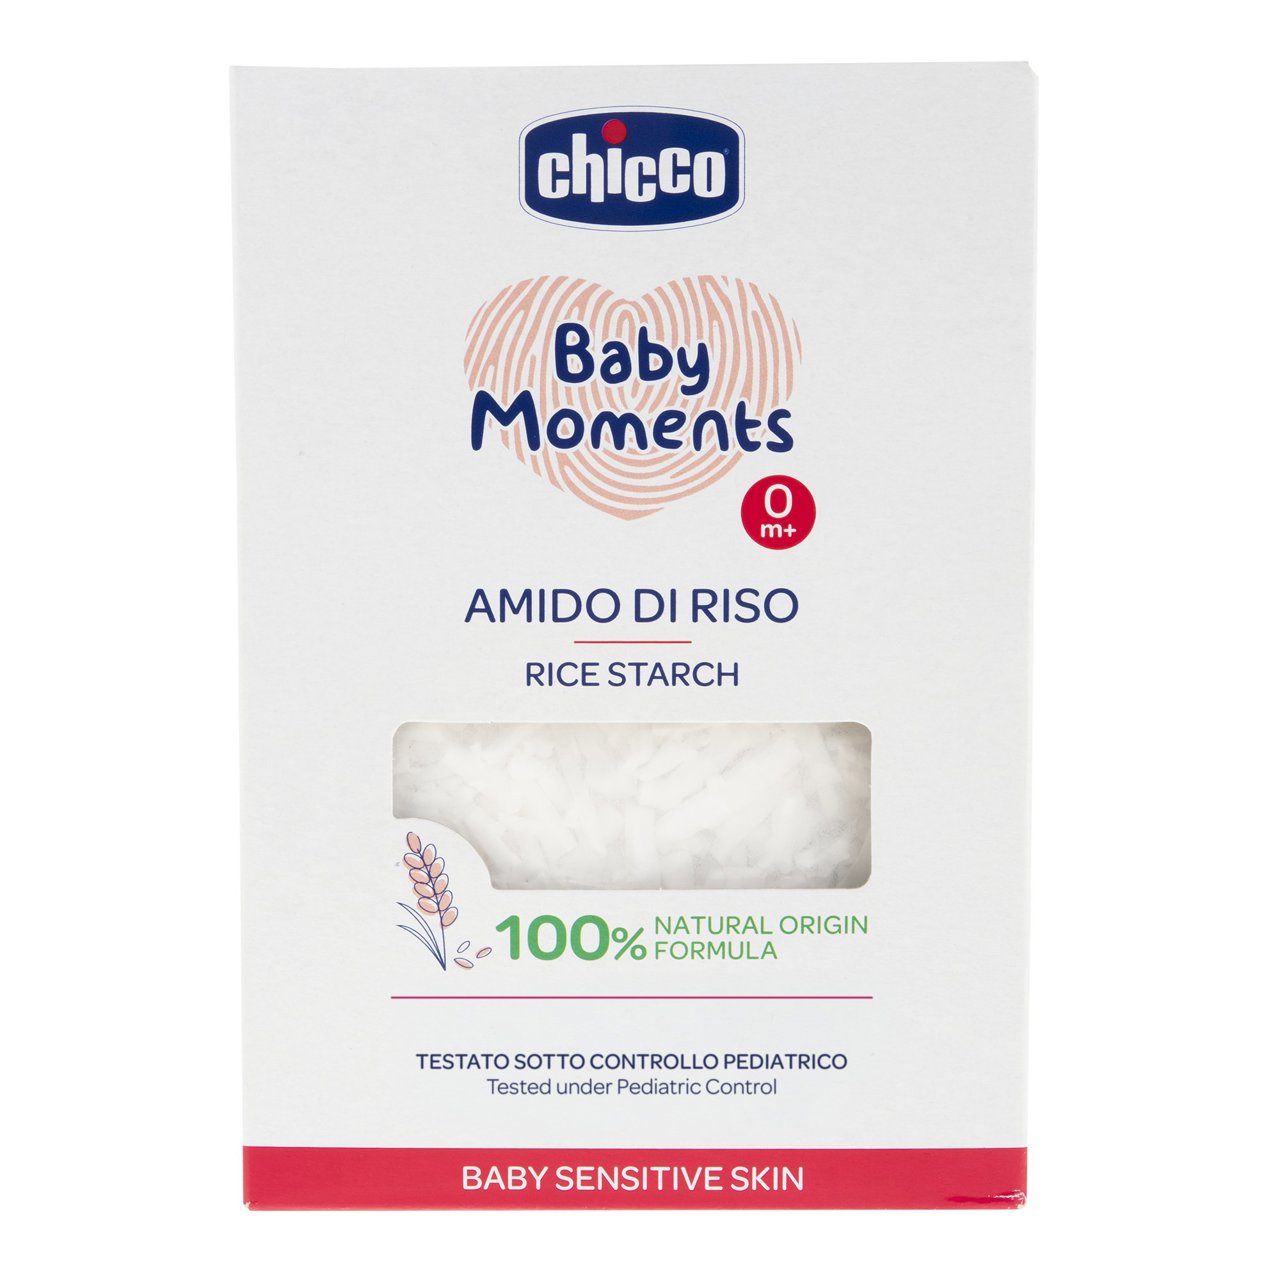 chicco
Baby
Moments
0
m+
AMIDO DI RISO
RICE STARCH
100% NATURAL ORIGIN
FORMULA
TESTATO SOTTO CONTROLLO PEDIATRICO
Tested under Pediatric Control
BABY SENSITIVE SKIN